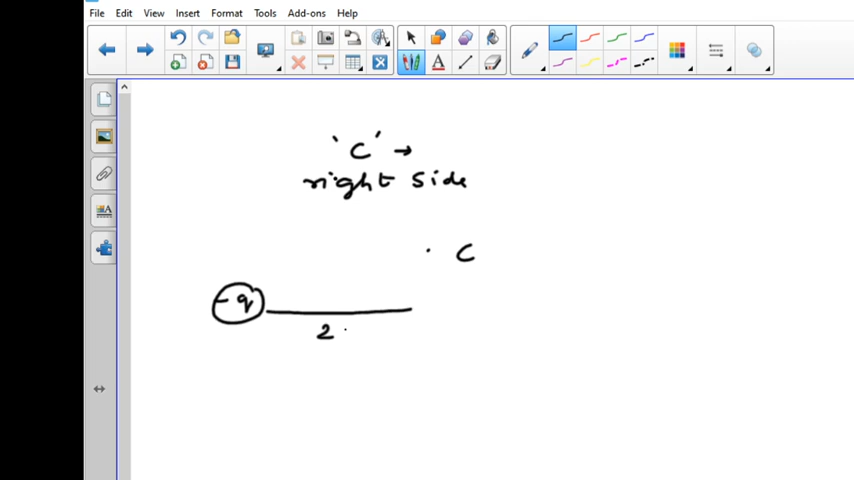 File Edit View Insert Format Tools Add-ons Help
'C' →
right side
. C
-q
2